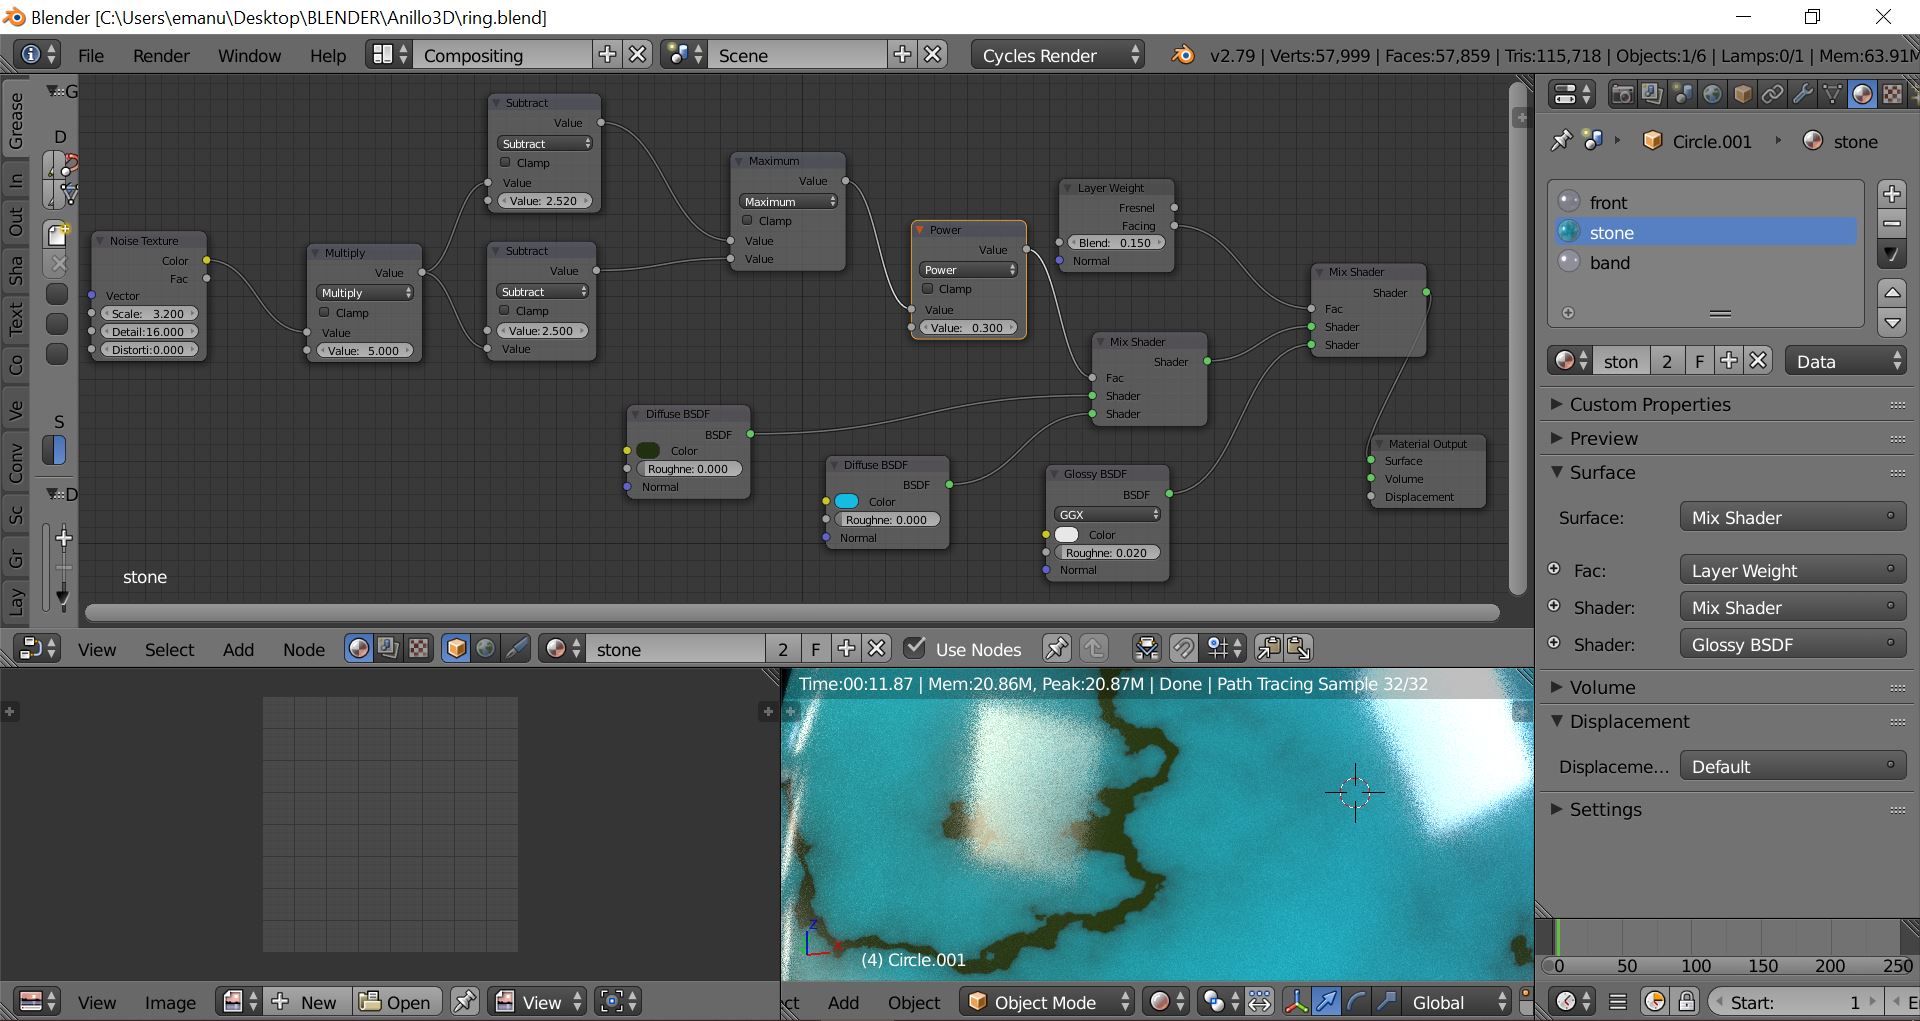 Blender [C:\Users\emanu\Desktop\BLENDER\Anillo3D\ring.blend]
File Render Window Help Compositing Scene Cycles Render v2.79 | Verts:57,999 | Faces:57,859 | Tris:115,718 | Objects:1/6 | Lamps:0/1 | Mem:63.91M
Grease
In
Out
Sha
Text
Co
Ve
Conv
Sc
Gr
Lay
G
D
S
D
Noise Texture
Color
Fac
Vector
Scale: 3.200
Detail:16.000
Distorti:0.000
Multiply
Value
Multiply
Clamp
Value
Value: 5.000
Subtract
Value
Subtract
Clamp
Value
Value: 2.520
Subtract
Value
Subtract
Clamp
Value:2.500
Value
Maximum
Value
Maximum
Clamp
Value
Value
Power
Value
Power
Clamp
Value
Value: 0.300
Layer Weight
Fresnel
Facing
Blend: 0.150
Normal
Mix Shader
Shader
Fac
Shader
Shader
Mix Shader
Shader
Fac
Shader
Shader
Diffuse BSDF
BSDF
Color
Roughne: 0.000
Normal
Diffuse BSDF
BSDF
Color
Roughne: 0.000
Normal
Glossy BSDF
BSDF
GGX
Color
Roughne: 0.020
Normal
Material Output
Surface
Volume
Displacement
stone
View Select Add Node stone 2 F Use Nodes
Time:00:11.87 | Mem:20.86M, Peak:20.87M | Done | Path Tracing Sample 32/32
Z
X
(4) Circle.001
View Image New Open View
ct Add Object Object Mode Global
Circle.001 stone
front
stone
band
ston 2 F Data
Custom Properties
Preview
Surface
Surface: Mix Shader
Fac: Layer Weight
Shader: Mix Shader
Shader: Glossy BSDF
Volume
Displacement
Displaceme... Default
Settings
0 50 100 150 200 250
Start: 1 E